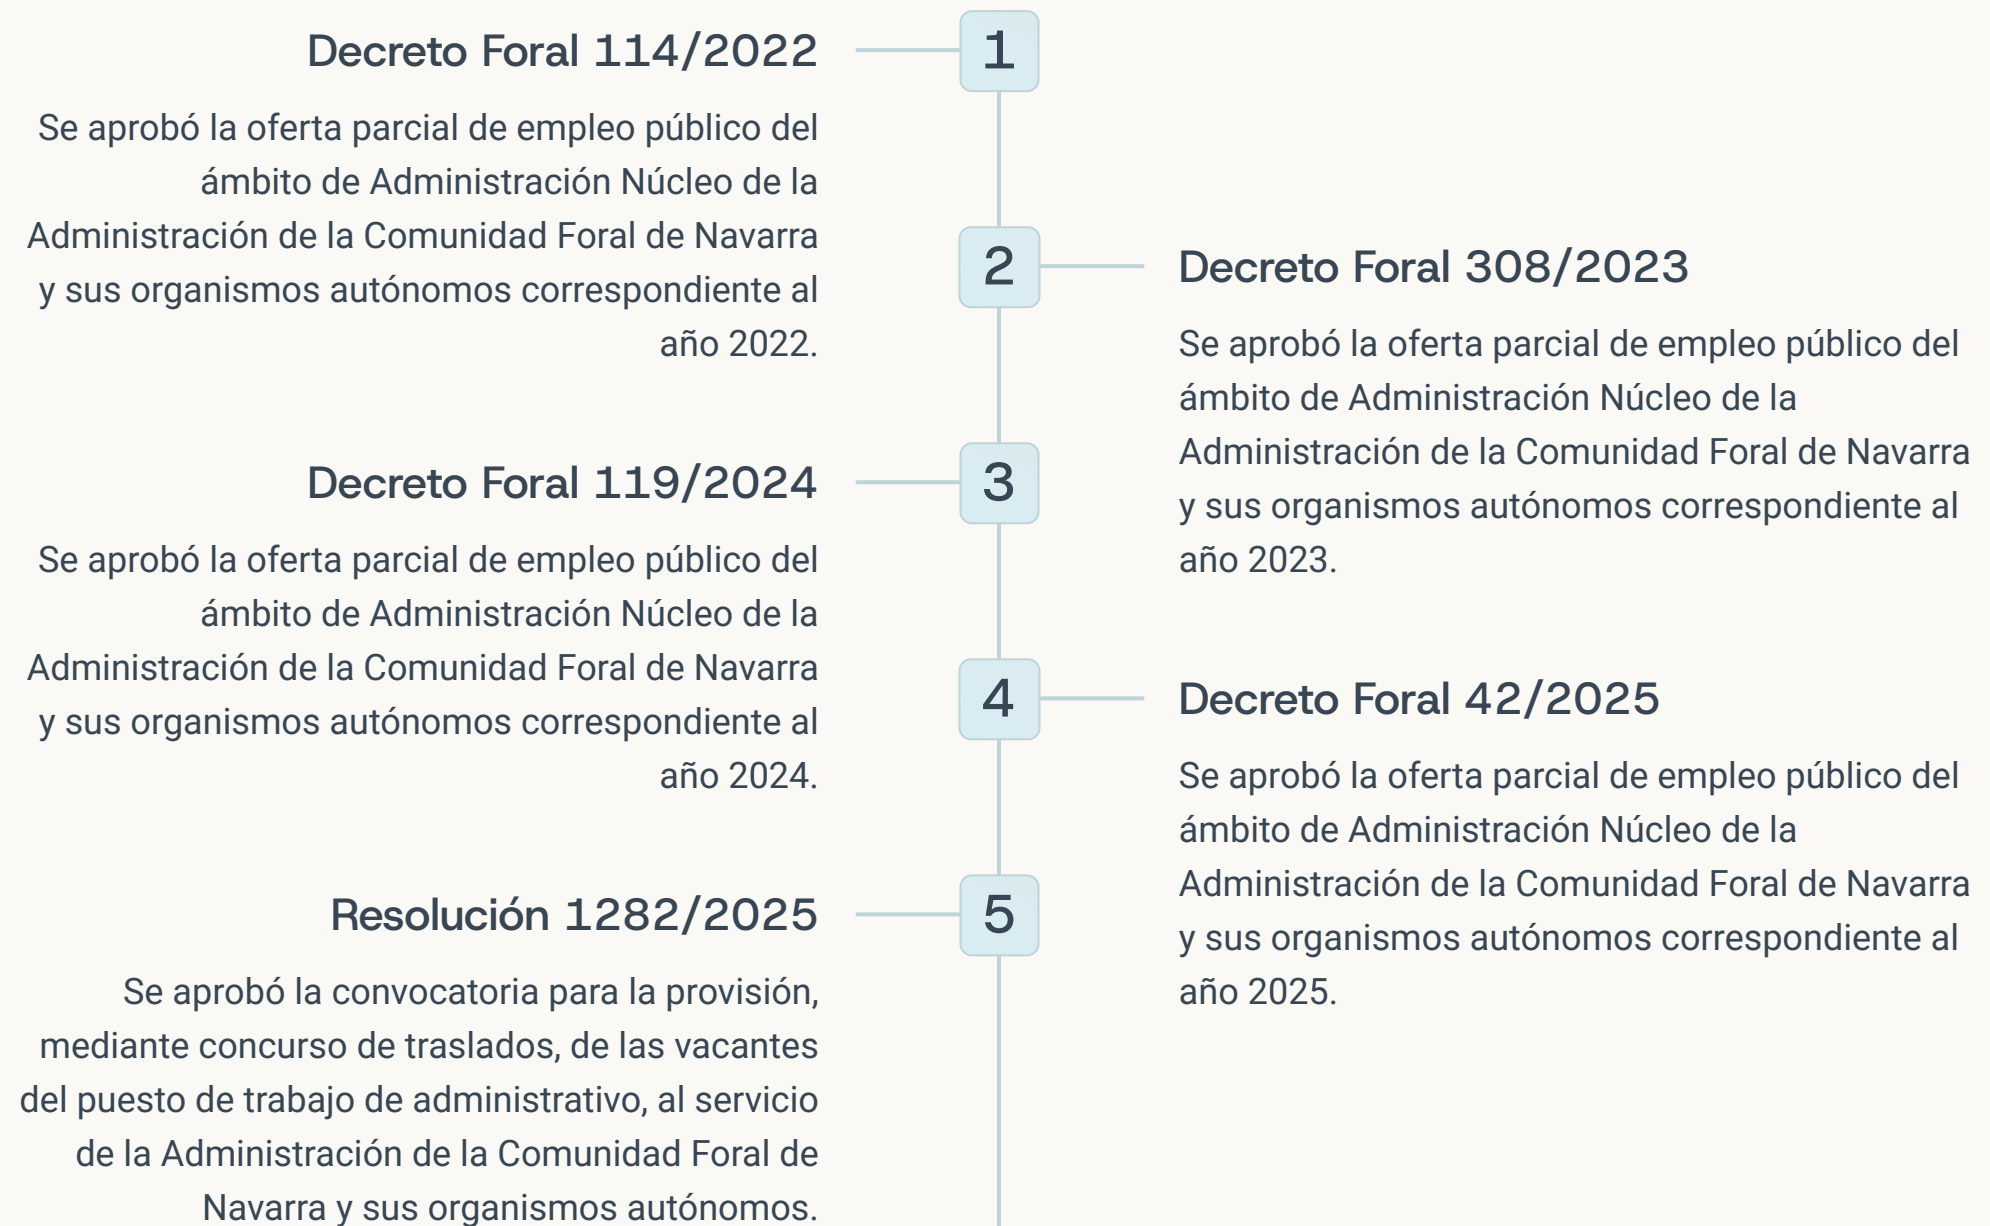 Decreto Foral 114/2022
1
Se aprobó la oferta parcial de empleo público del
ámbito de Administración Núcleo de la
Administración de la Comunidad Foral de Navarra
y sus organismos autónomos correspondiente al
año 2022.
2
Decreto Foral 308/2023
Se aprobó la oferta parcial de empleo público del
ámbito de Administración Núcleo de la
Administración de la Comunidad Foral de Navarra
y sus organismos autónomos correspondiente al
año 2023.
Decreto Foral 119/2024
3
Se aprobó la oferta parcial de empleo público del
ámbito de Administración Núcleo de la
Administración de la Comunidad Foral de Navarra
y sus organismos autónomos correspondiente al
año 2024.
4
Decreto Foral 42/2025
Se aprobó la oferta parcial de empleo público del
ámbito de Administración Núcleo de la
Administración de la Comunidad Foral de Navarra
y sus organismos autónomos correspondiente al
año 2025.
Resolución 1282/2025
5
Se aprobó la convocatoria para la provisión,
mediante concurso de traslados, de las vacantes
del puesto de trabajo de administrativo, al servicio
de la Administración de la Comunidad Foral de
Navarra y sus organismos autónomos.